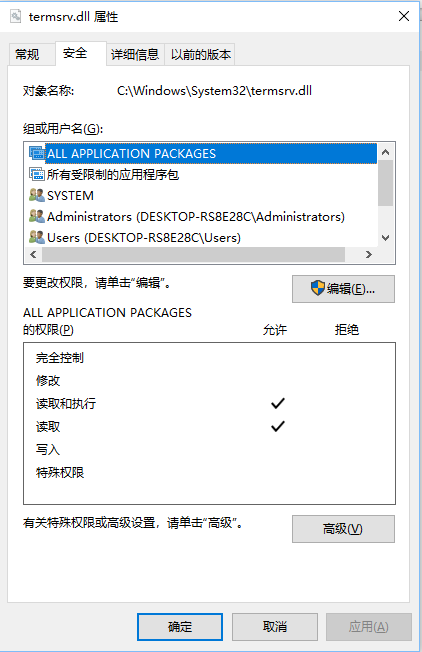 termsrv.dll 属性
常规 安全 详细信息 以前的版本
对象名称: C:\Windows\System32\termsrv.dll
组或用户名(G):
ALL APPLICATION PACKAGES
所有受限制的应用程序包
SYSTEM
Administrators (DESKTOP-RS8E28C\Administrators)
Users (DESKTOP-RS8E28C\Users)
要更改权限，请单击“编辑”。
编辑(E)...
ALL APPLICATION PACKAGES
的权限(P) 允许 拒绝
完全控制
修改
读取和执行
读取
写入
特殊权限
有关特殊权限或高级设置，请单击“高级”。
高级(V)
确定 取消 应用(A)